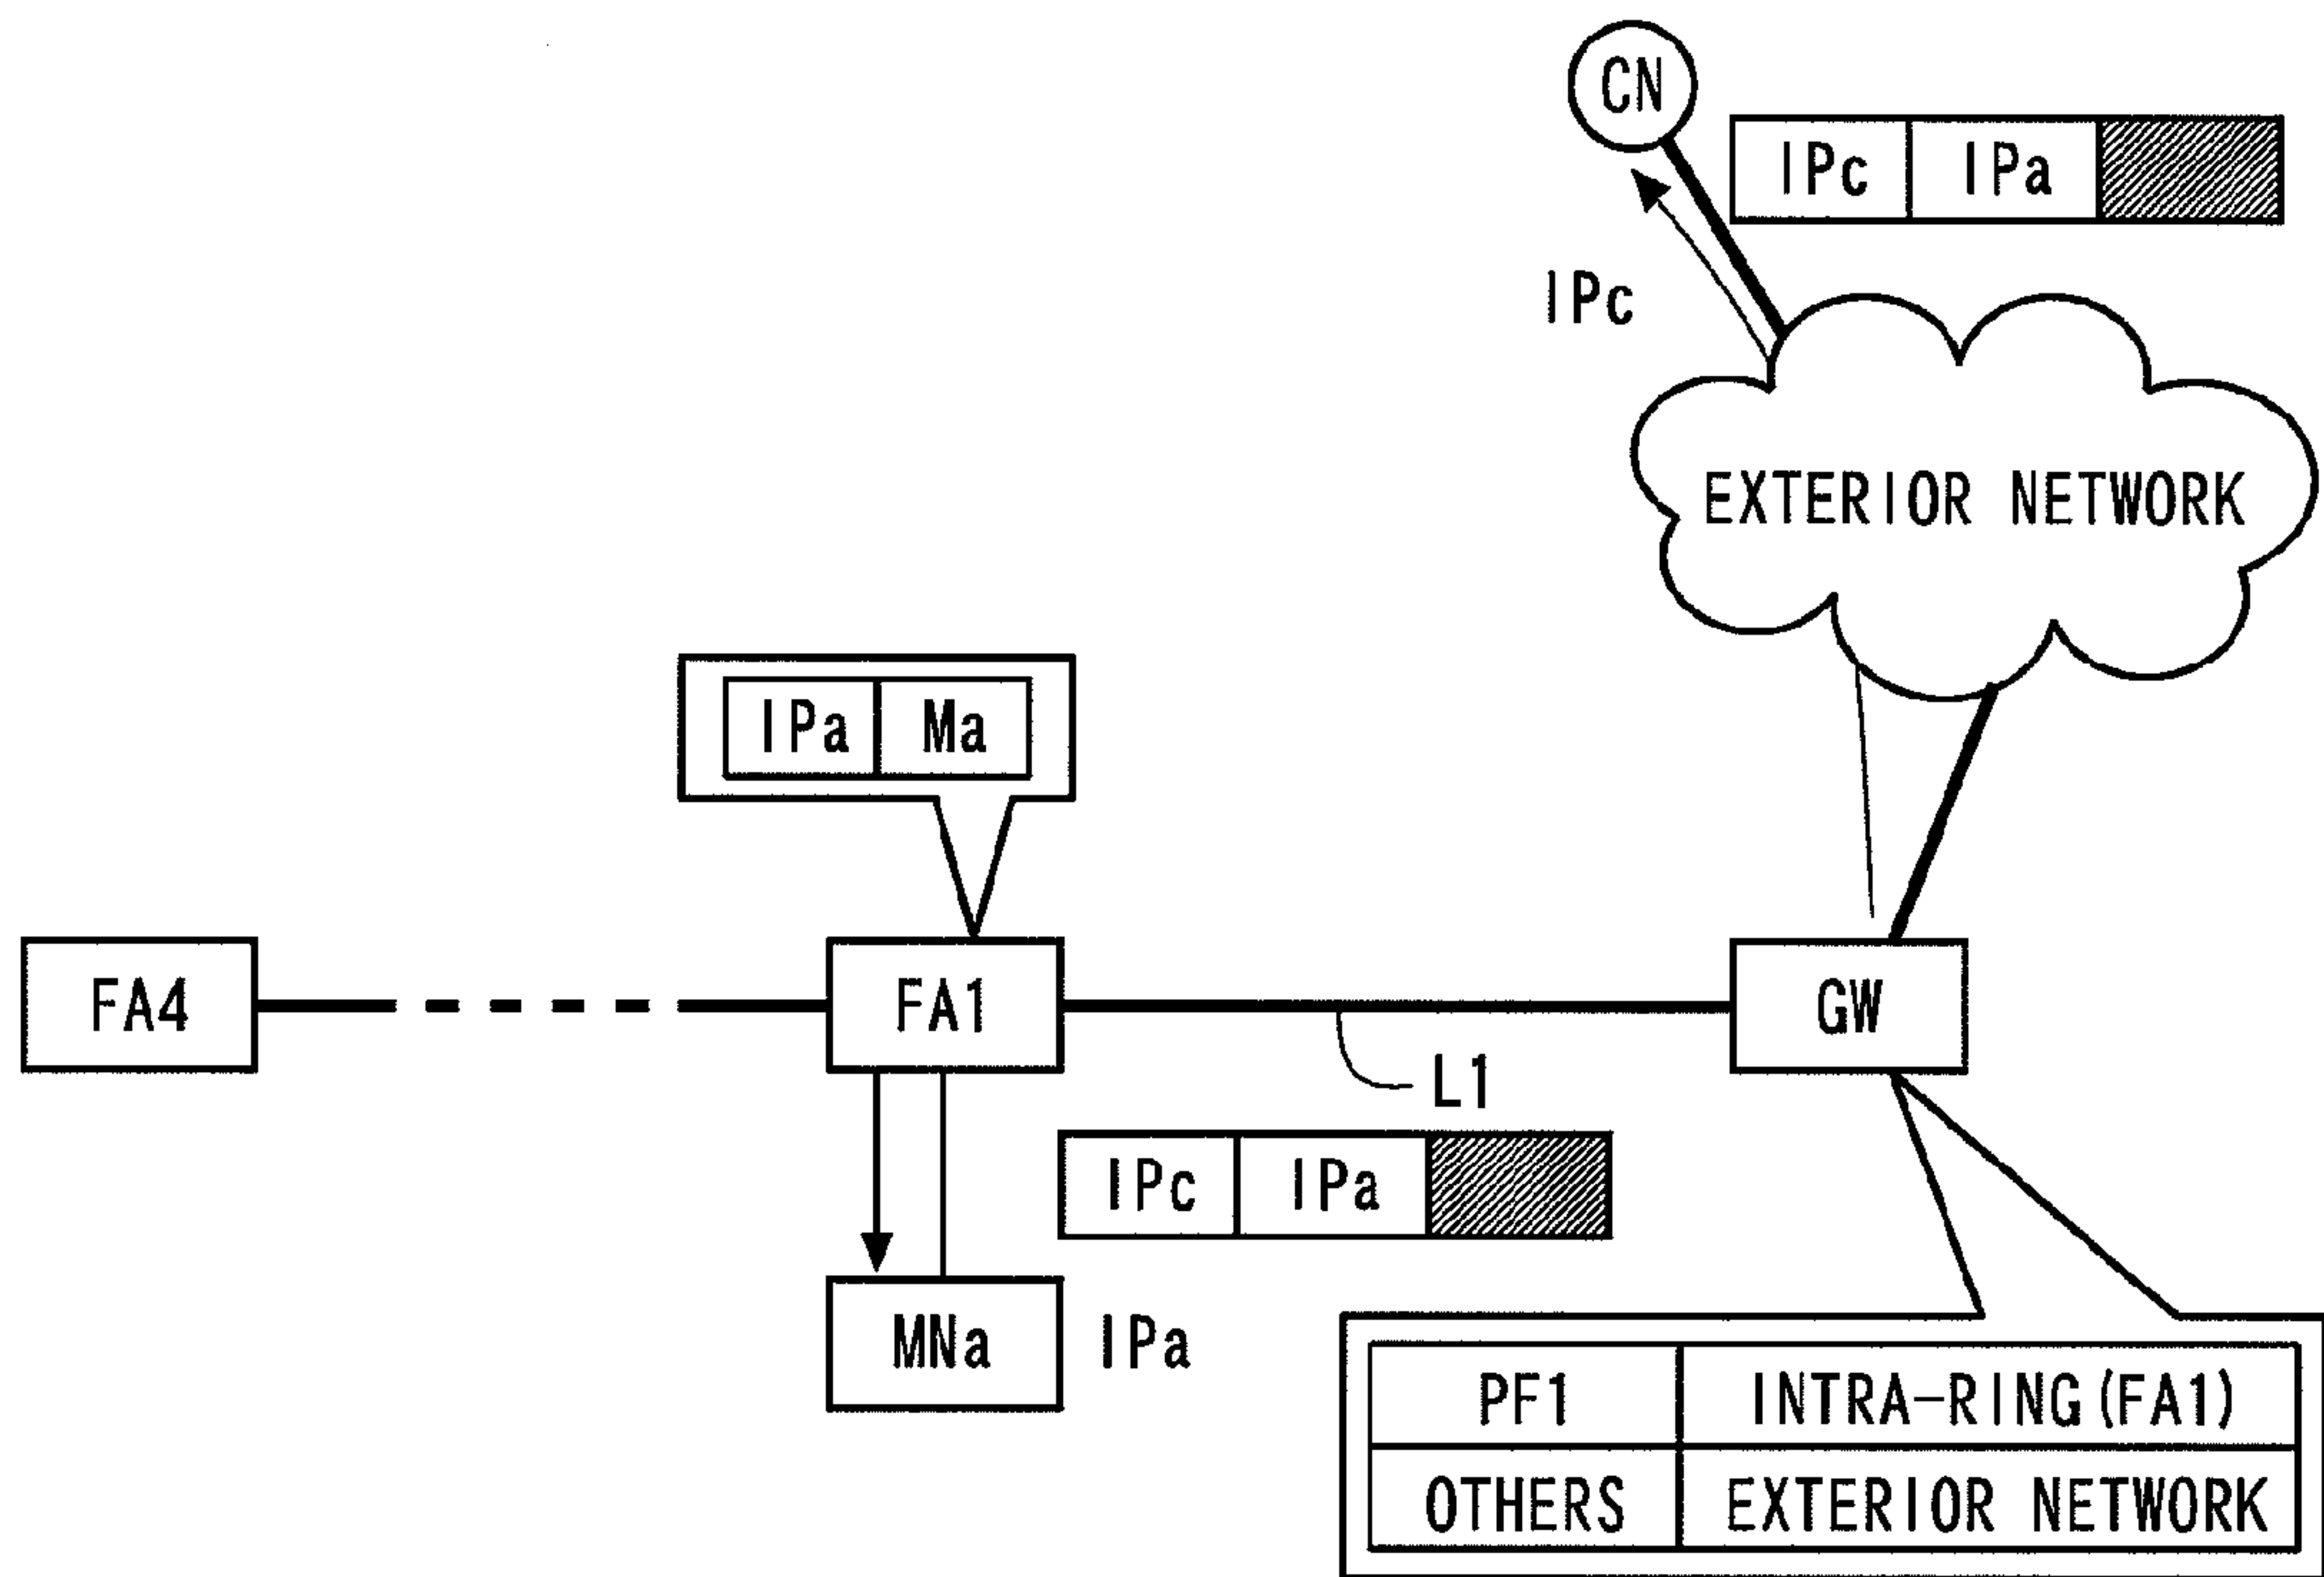 CN
IPc IPa
IPc
EXTERIOR NETWORK
IPa Ma
FA4
FA1
GW
L1
IPc IPa
MNa
IPa
PF1 INTRA-RING(FA1)
OTHERS EXTERIOR NETWORK